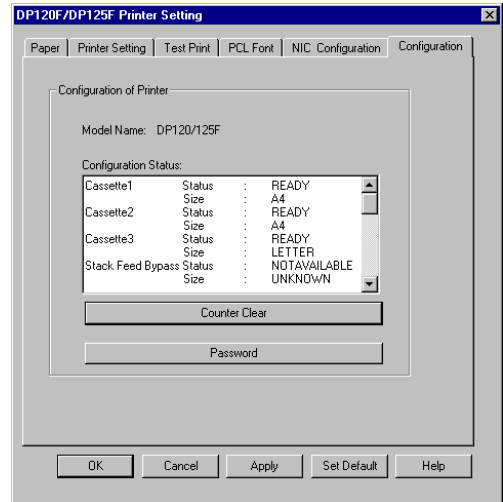 DP120F/DP125F Printer Setting
Paper Printer Setting Test Print PCL Font NIC Configuration Configuration
Configuration of Printer
Model Name: DP120/125F
Configuration Status:
Cassette1 Status : READY
Size : A4
Cassette2 Status : READY
Size : A4
Cassette3 Status : READY
Size : LETTER
Stack Feed Bypass Status : NOTAVAILABLE
Size : UNKNOWN
Counter Clear
Password
OK Cancel Apply Set Default Help